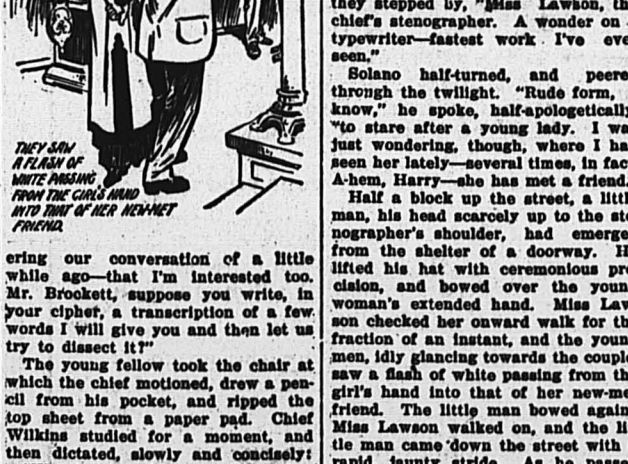 THEY SAW
A FLASH OF
WHITE PASSING
FROM THE GIRL'S HAND
INTO THAT OF HER NEW-MET
FRIEND.
ering our conversation of a little
while ago—that I'm interested too.
Mr. Brockett, suppose you write, in
your cipher, a transcription of a few
words I will give you and then let us
try to dissect it?"
The young fellow took the chair at
which the chief motioned, drew a pen-
cil from his pocket, and ripped the
top sheet from a paper pad. Chief
Wilkins studied for a moment, and
then dictated, slowly and concisely:
they stepped by, "Miss Lawson, th
chief's stenographer. A wonder on
typewriter—fastest work I've eve
seen."
Solano half-turned, and peere
through the twilight. "Rude form,
know," he spoke, half-apologetically
"to stare after a young lady. I wa
just wondering, though, where I ha
seen her lately—several times, in fac
A-hem, Harry—she has met a friend.
Half a block up the street, a littl
man, his head scarcely up to the ste
nographer's shoulder, had emerge
from the shelter of a doorway. H
lifted his hat with ceremonious pre
cision, and bowed over the youn
woman's extended hand. Miss Law
son checked her onward walk for th
fraction of an instant, and the youn
men, idly glancing towards the couple
saw a flash of white passing from th
girl's hand into that of her new-me
friend. The little man bowed again
Miss Lawson walked on, and the li
tle man came down the street with
rapid, jaunty stride. As he passe